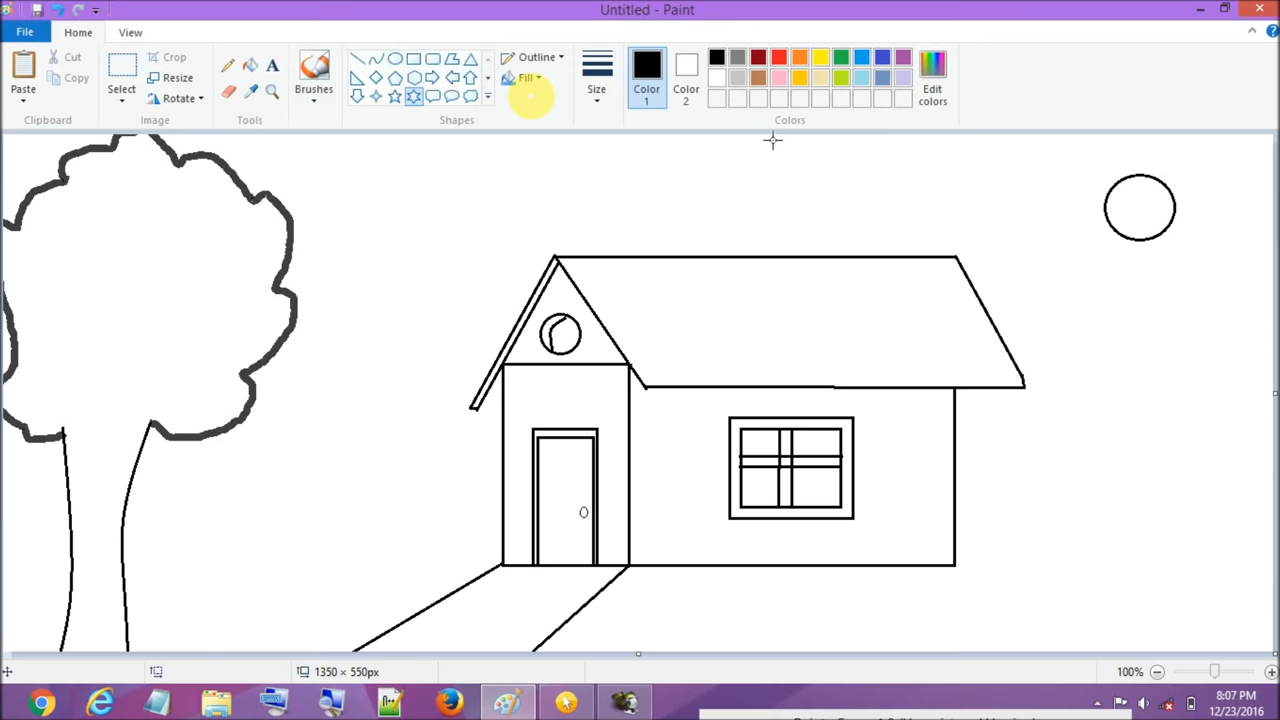 Untitled - Paint
File Home View
Paste
Cut
Copy
Clipboard
Select
Crop
Resize
Rotate
Image
A
Tools
Brushes
Outline
Fill
Shapes
Size
Color 1
Color 2
Edit colors
Colors
1350 × 550px
100%
8:07 PM
12/23/2016